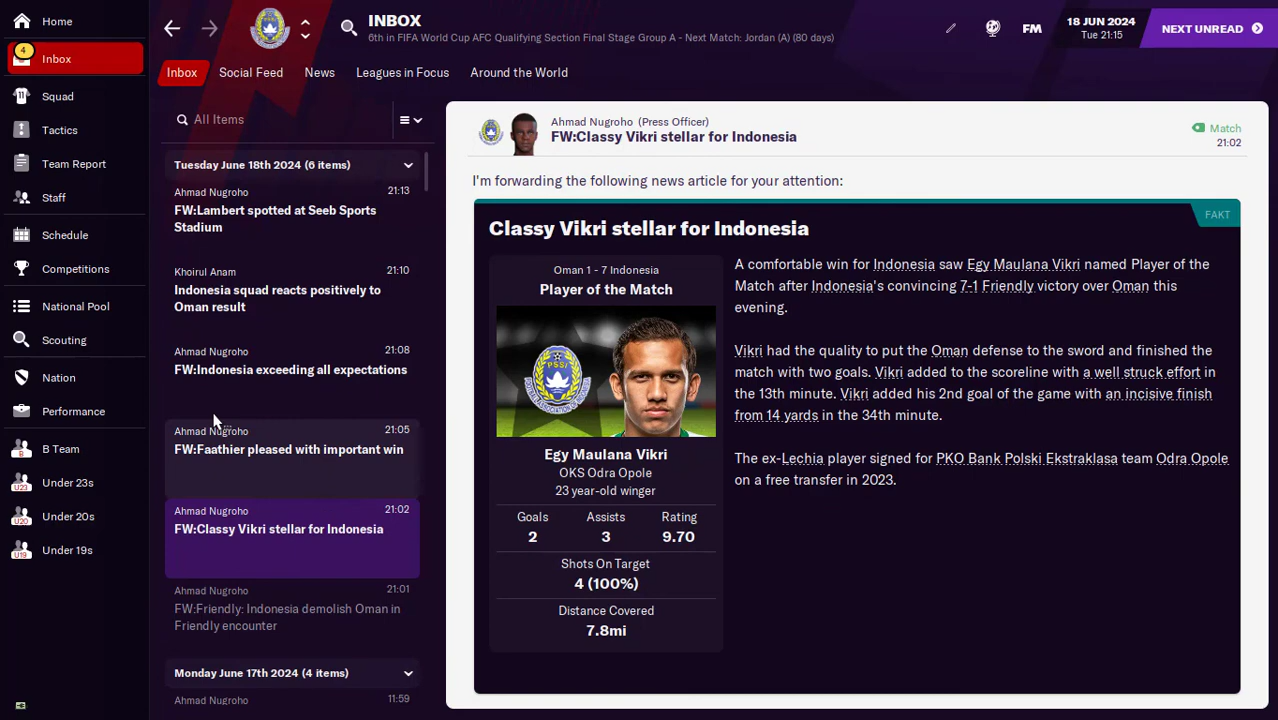 Home
4
Inbox
Squad
Tactics
Team Report
Staff
Schedule
Competitions
National Pool
Scouting
Nation
Performance
B
B Team
U23
Under 23s
U20
Under 20s
U19
Under 19s
INBOX
6th in FIFA World Cup AFC Qualifying Section Final Stage Group A - Next Match: Jordan (A) (80 days)
FM
18 JUN 2024
Tue 21:15
NEXT UNREAD
Inbox
Social Feed
News
Leagues in Focus
Around the World
All Items
Tuesday June 18th 2024 (6 items)
Ahmad Nugroho 21:13
FW:Lambert spotted at Seeb Sports
Stadium
Khoirul Anam 21:10
Indonesia squad reacts positively to
Oman result
Ahmad Nugroho 21:08
FW:Indonesia exceeding all expectations
Ahmad Nugroho 21:05
FW:Faathier pleased with important win
Ahmad Nugroho 21:02
FW:Classy Vikri stellar for Indonesia
Ahmad Nugroho 21:01
FW:Friendly: Indonesia demolish Oman in
Friendly encounter
Monday June 17th 2024 (4 items)
Ahmad Nugroho 11:59
Ahmad Nugroho (Press Officer)
FW:Classy Vikri stellar for Indonesia
Match
21:02
I'm forwarding the following news article for your attention:
FAKT
Classy Vikri stellar for Indonesia
Oman 1 - 7 Indonesia
Player of the Match
PSSI
Egy Maulana Vikri
OKS Odra Opole
23 year-old winger
Goals Assists Rating
2 3 9.70
Shots On Target
4 (100%)
Distance Covered
7.8mi
A comfortable win for Indonesia saw Egy Maulana Vikri named Player of the
Match after Indonesia's convincing 7-1 Friendly victory over Oman this
evening.
Vikri had the quality to put the Oman defense to the sword and finished the
match with two goals. Vikri added to the scoreline with a well struck effort in
the 13th minute. Vikri added his 2nd goal of the game with an incisive finish
from 14 yards in the 34th minute.
The ex-Lechia player signed for PKO Bank Polski Ekstraklasa team Odra Opole
on a free transfer in 2023.